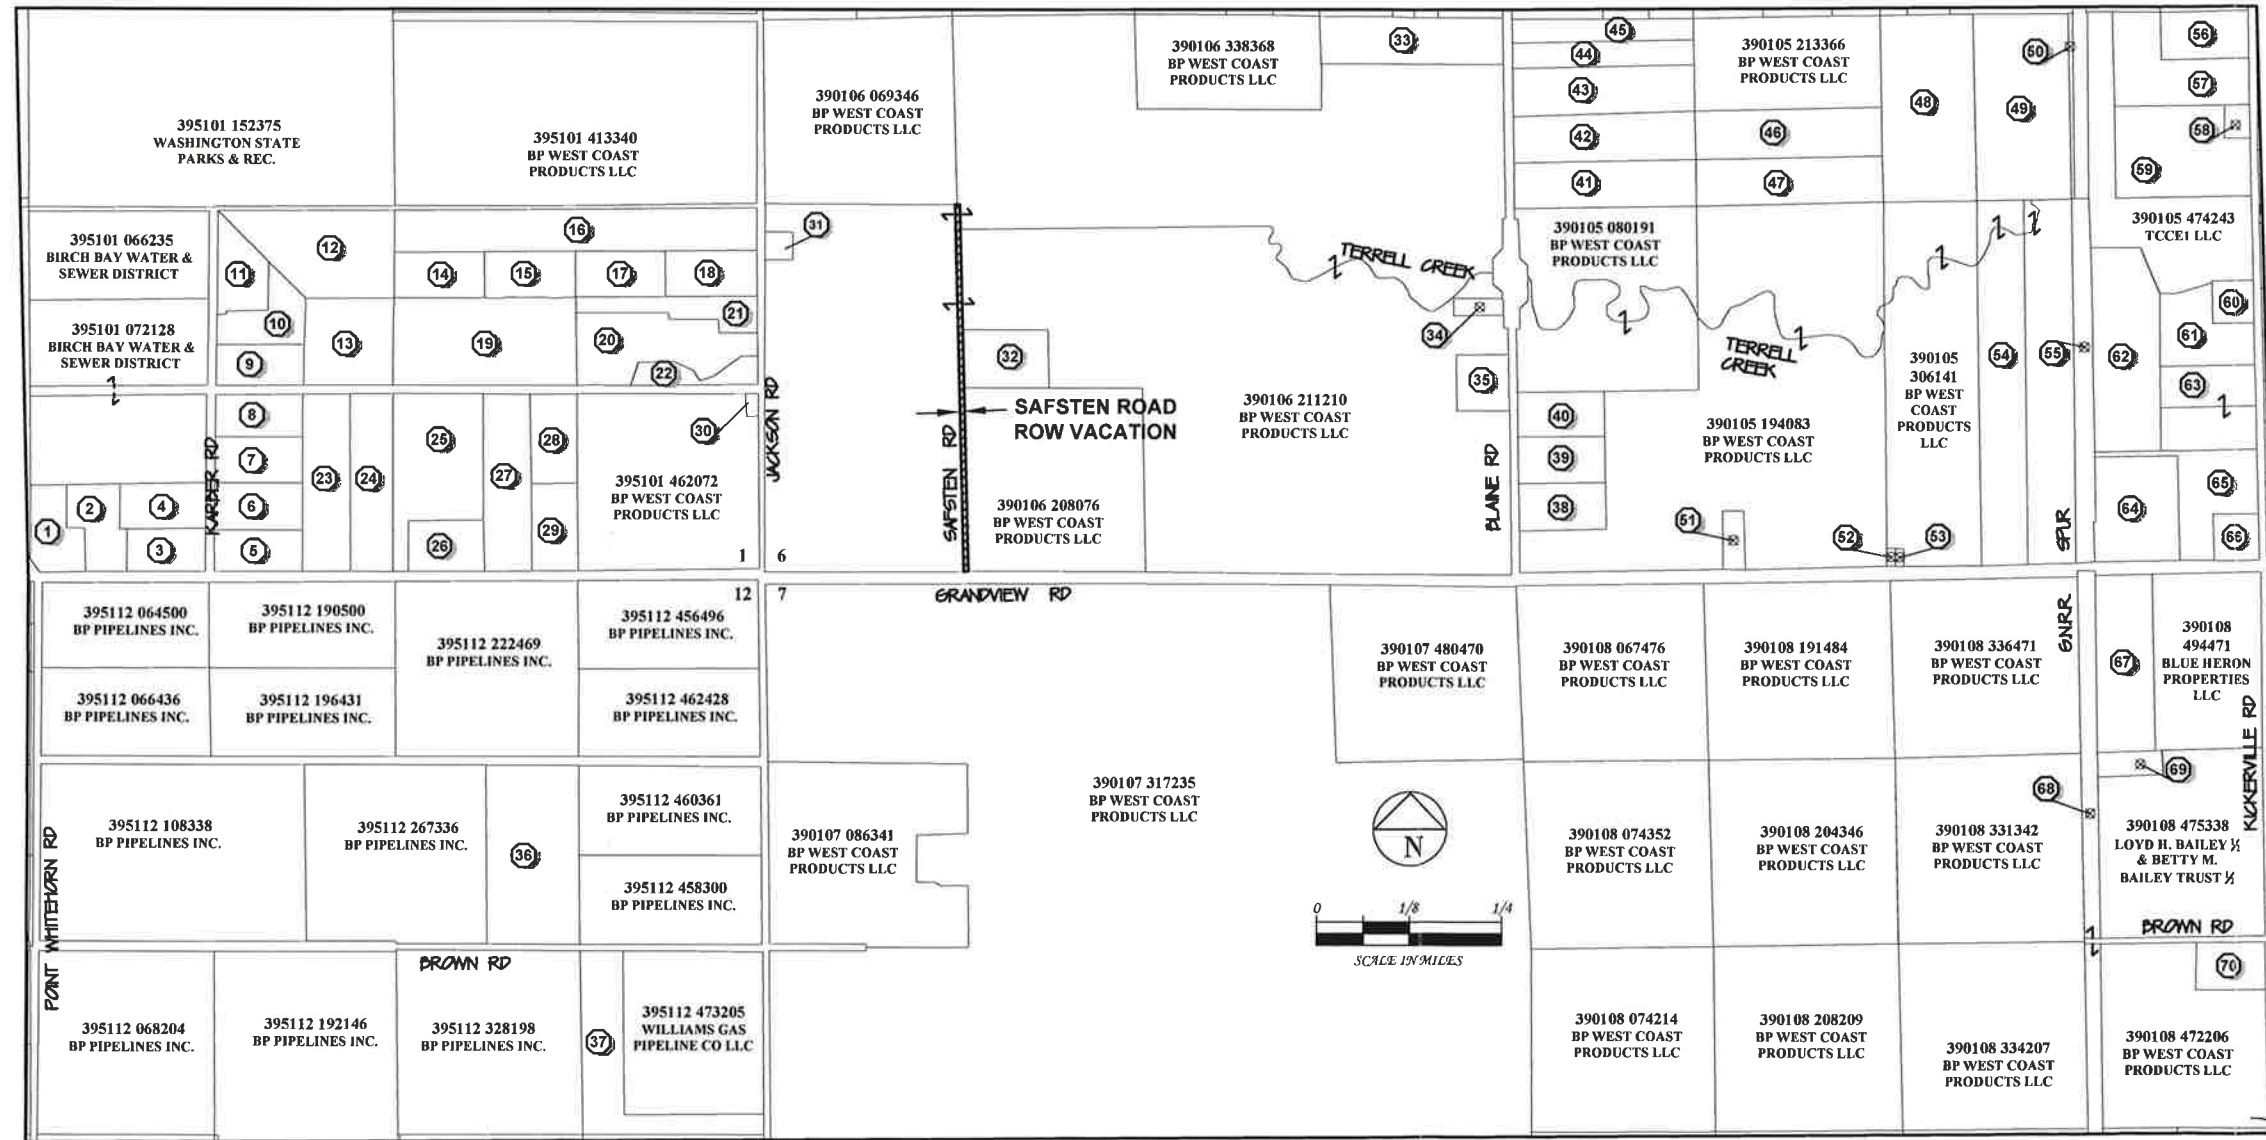 45
33
56
44
50
390106 338368
BP WEST COAST
PRODUCTS LLC
390105 213366
BP WEST COAST
PRODUCTS LLC
57
43
390106 069346
BP WEST COAST
PRODUCTS LLC
48
49
395101 152375
WASHINGTON STATE
PARKS & REC.
395101 413340
BP WEST COAST
PRODUCTS LLC
42
46
58
41
47
59
390105 474243
TCCE1 LLC
395101 066235
BIRCH BAY WATER &
SEWER DISTRICT
12
16
31
390105 080191
BP WEST COAST
PRODUCTS LLC
11
14
15
17
18
TERRELL CREEK
60
395101 072128
BIRCH BAY WATER &
SEWER DISTRICT
10
21
13
19
20
34
61
9
22
32
35
TERRELL
CREEK
390105
306141
BP WEST
COAST
PRODUCTS
LLC
54
55
62
63
JACKSON RD
SAFSTEN ROAD
ROW VACATION
390106 211210
BP WEST COAST
PRODUCTS LLC
8
25
28
30
40
390105 194083
BP WEST COAST
PRODUCTS LLC
KARBER RD
7
23
24
27
395101 462072
BP WEST COAST
PRODUCTS LLC
SAFSTEN RD
BLAINE RD
39
65
2
4
6
390106 208076
BP WEST COAST
PRODUCTS LLC
38
64
1
3
5
26
29
51
52
53
SPUR
66
1
6
12
7
GRANDVIEW RD
395112 064500
BP PIPELINES INC.
395112 190500
BP PIPELINES INC.
395112 222469
BP PIPELINES INC.
395112 456496
BP PIPELINES INC.
G.N.R.R.
390107 480470
BP WEST COAST
PRODUCTS LLC
390108 067476
BP WEST COAST
PRODUCTS LLC
390108 191484
BP WEST COAST
PRODUCTS LLC
390108 336471
BP WEST COAST
PRODUCTS LLC
67
390108
494471
BLUE HERON
PROPERTIES
LLC
395112 066436
BP PIPELINES INC.
395112 196431
BP PIPELINES INC.
395112 462428
BP PIPELINES INC.
KICKERVILLE RD
69
68
390107 317235
BP WEST COAST
PRODUCTS LLC
395112 108338
BP PIPELINES INC.
395112 267336
BP PIPELINES INC.
36
395112 460361
BP PIPELINES INC.
390107 086341
BP WEST COAST
PRODUCTS LLC
N
390108 074352
BP WEST COAST
PRODUCTS LLC
390108 204346
BP WEST COAST
PRODUCTS LLC
390108 331342
BP WEST COAST
PRODUCTS LLC
390108 475338
LOYD H. BAILEY ½
& BETTY M.
BAILEY TRUST ½
395112 458300
BP PIPELINES INC.
POINT WHITEHORN RD
0 1/8 1/4
SCALE IN MILES
BROWN RD
BROWN RD
70
395112 068204
BP PIPELINES INC.
395112 192146
BP PIPELINES INC.
395112 328198
BP PIPELINES INC.
37
395112 473205
WILLIAMS GAS
PIPELINE CO LLC
390108 074214
BP WEST COAST
PRODUCTS LLC
390108 208209
BP WEST COAST
PRODUCTS LLC
390108 334207
BP WEST COAST
PRODUCTS LLC
390108 472206
BP WEST COAST
PRODUCTS LLC